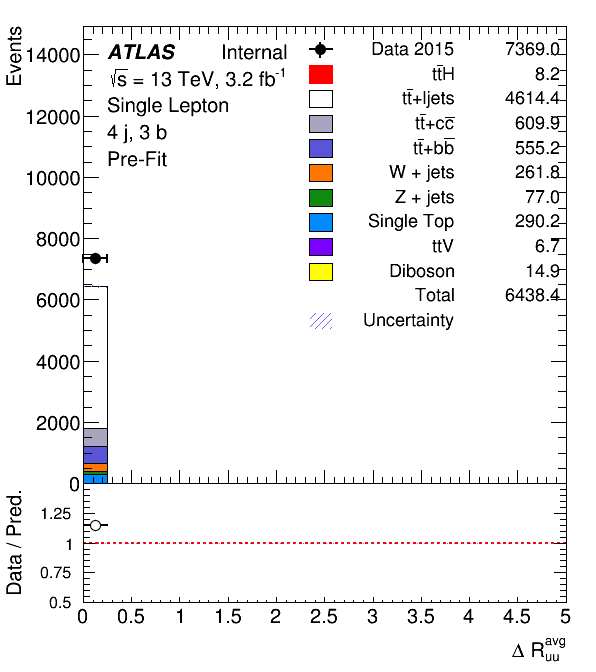 Events
14000
12000
10000
8000
6000
4000
2000
0
ATLAS Internal
√s = 13 TeV, 3.2 fb⁻¹
Single Lepton
4 j, 3 b
Pre-Fit
Data 2015 7369.0
tt̄H 8.2
tt̄+ljets 4614.4
tt̄+cc̄ 609.9
tt̄+bb̄ 555.2
W + jets 261.8
Z + jets 77.0
Single Top 290.2
ttV 6.7
Diboson 14.9
Total 6438.4
Uncertainty
Data / Pred.
1.25
1
0.75
0.5
0 0.5 1 1.5 2 2.5 3 3.5 4 4.5 5
Δ R_uu^avg